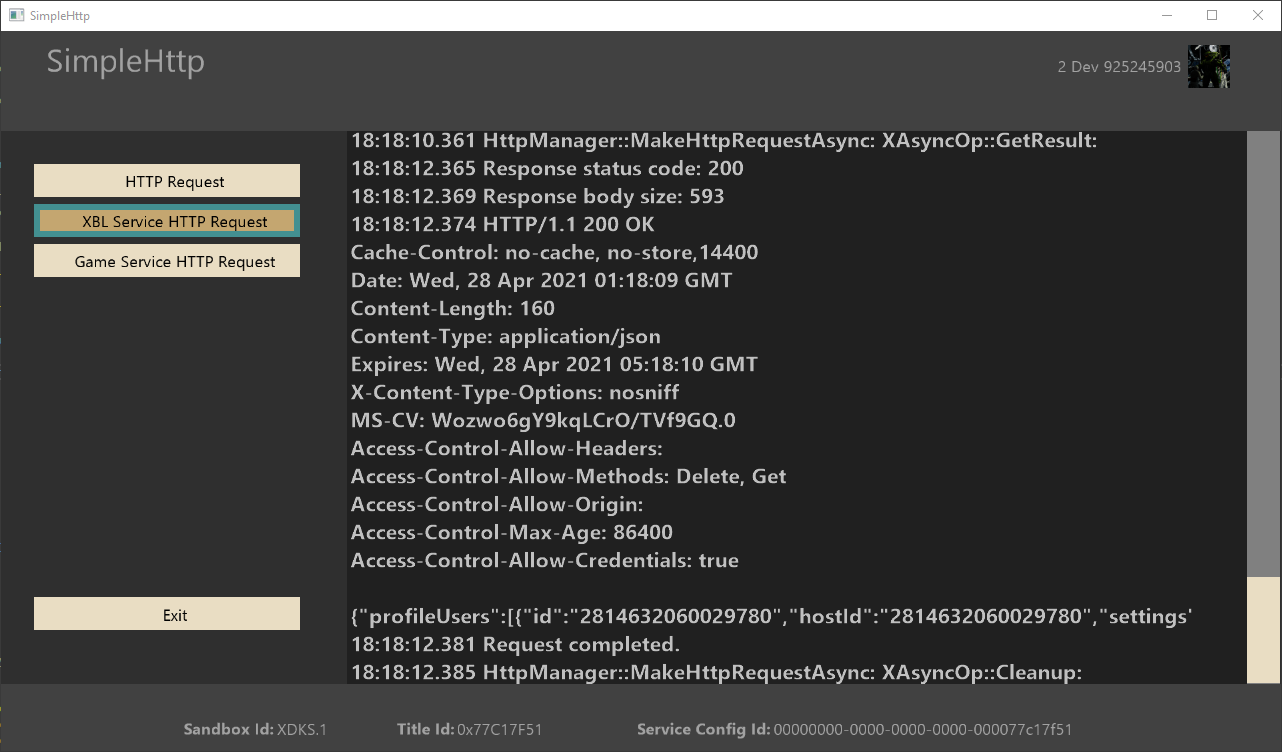 SimpleHttp
SimpleHttp
2 Dev 925245903
HTTP Request
XBL Service HTTP Request
Game Service HTTP Request
Exit
18:18:10.361 HttpManager::MakeHttpRequestAsync: XAsyncOp::GetResult:
18:18:12.365 Response status code: 200
18:18:12.369 Response body size: 593
18:18:12.374 HTTP/1.1 200 OK
Cache-Control: no-cache, no-store,14400
Date: Wed, 28 Apr 2021 01:18:09 GMT
Content-Length: 160
Content-Type: application/json
Expires: Wed, 28 Apr 2021 05:18:10 GMT
X-Content-Type-Options: nosniff
MS-CV: Wozwo6gY9kqLCrO/TVf9GQ.0
Access-Control-Allow-Headers:
Access-Control-Allow-Methods: Delete, Get
Access-Control-Allow-Origin:
Access-Control-Max-Age: 86400
Access-Control-Allow-Credentials: true
{"profileUsers":[{"id":"2814632060029780","hostId":"2814632060029780","settings'
18:18:12.381 Request completed.
18:18:12.385 HttpManager::MakeHttpRequestAsync: XAsyncOp::Cleanup:
Sandbox Id: XDKS.1 Title Id: 0x77C17F51 Service Config Id: 00000000-0000-0000-0000-000077c17f51